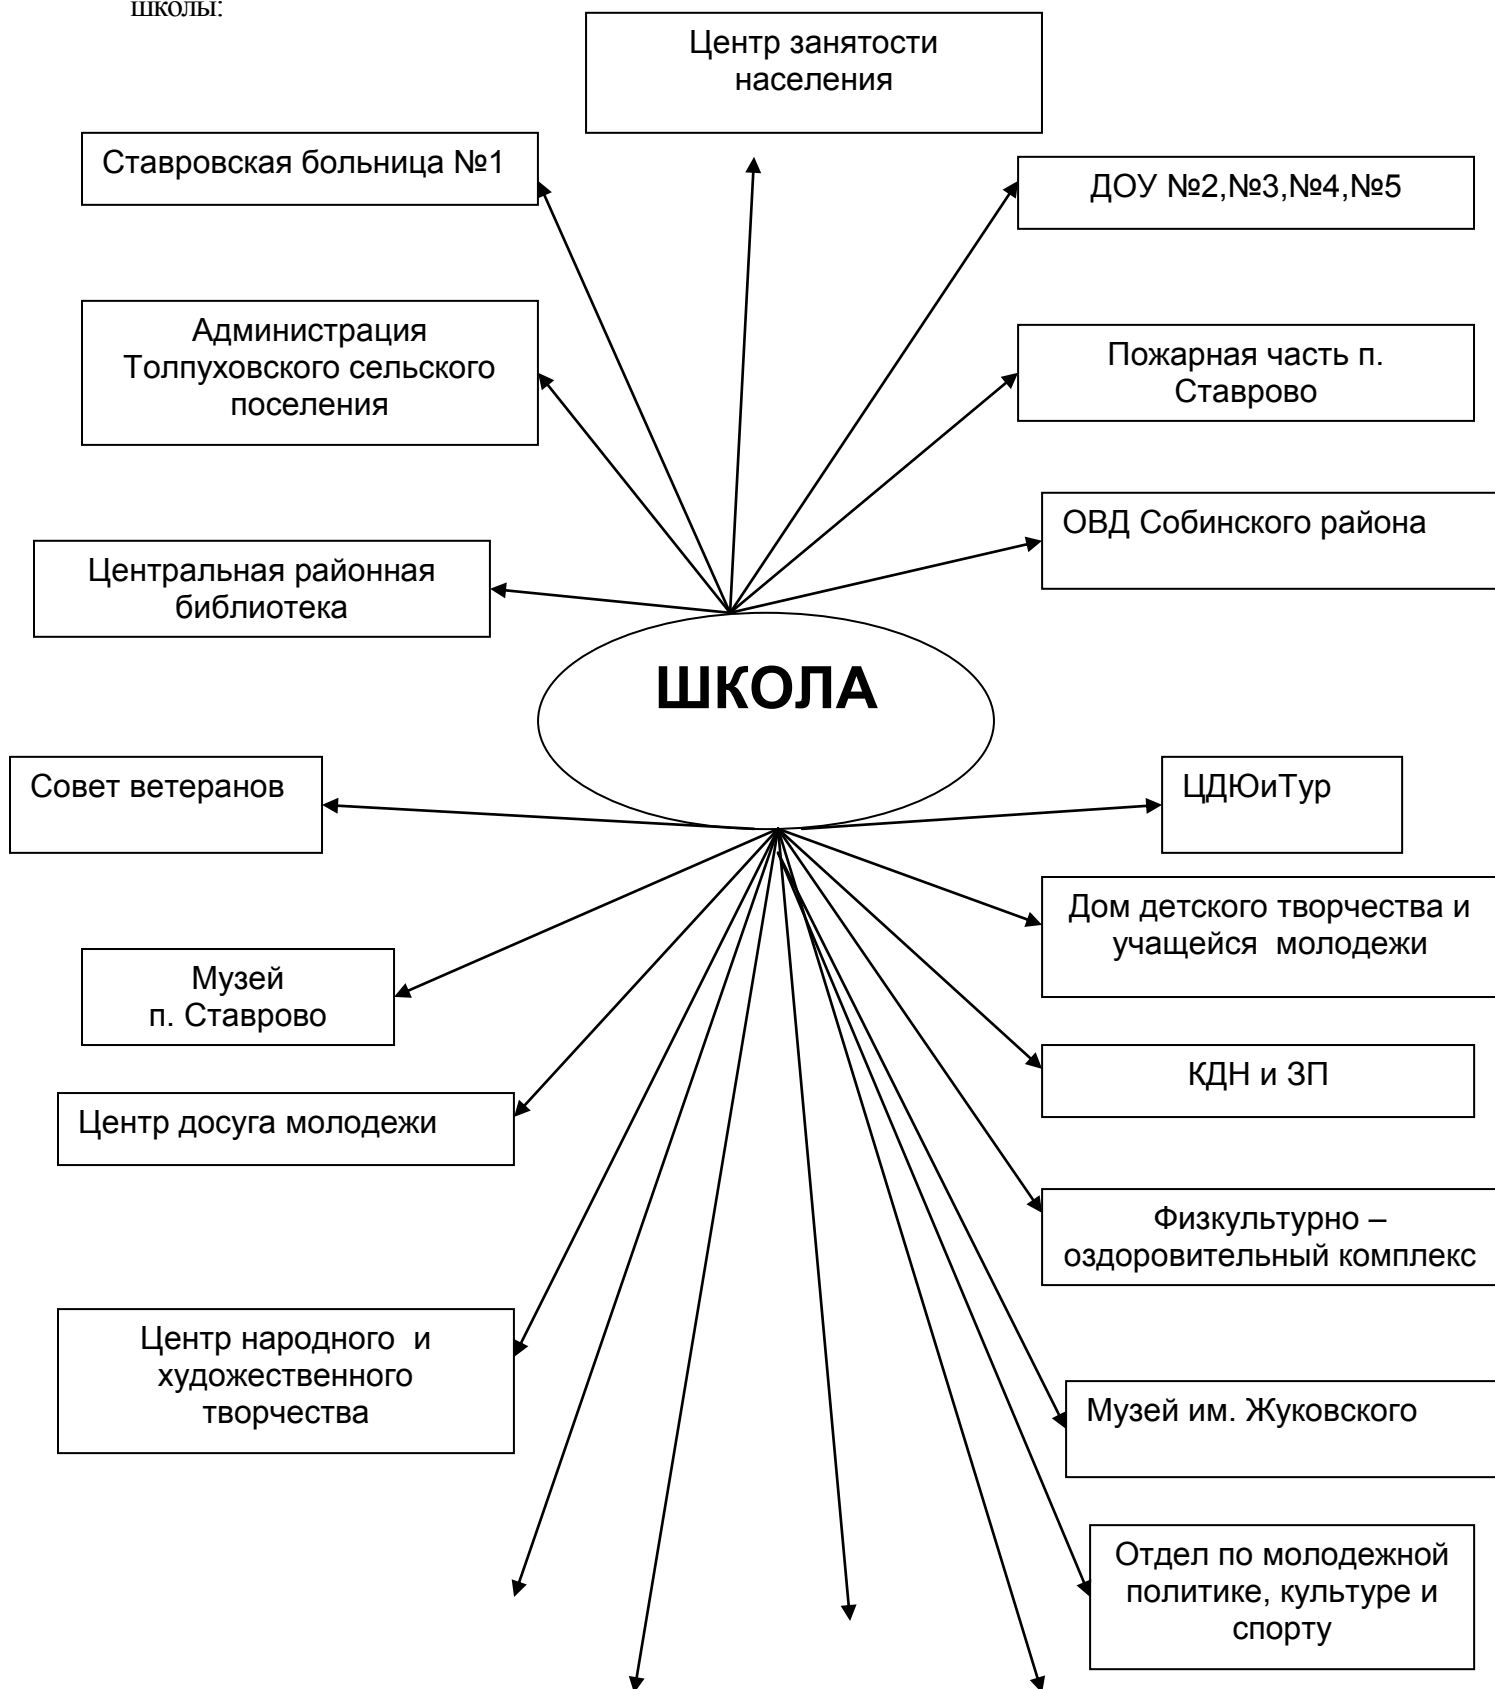 школы:
Центр занятости
населения
Ставровская больница №1
ДОУ №2,№3,№4,№5
Администрация
Толпуховского сельского
поселения
Пожарная часть п.
Ставрово
ОВД Собинского района
Центральная районная
библиотека
ШКОЛА
Совет ветеранов
ЦДЮиТур
Дом детского творчества и
учащейся  молодежи
Музей
п. Ставрово
КДН и ЗП
Центр досуга молодежи
Физкультурно –
оздоровительный комплекс
Центр народного  и
художественного
творчества
Музей им. Жуковского
Отдел по молодежной
политике, культуре и
спорту